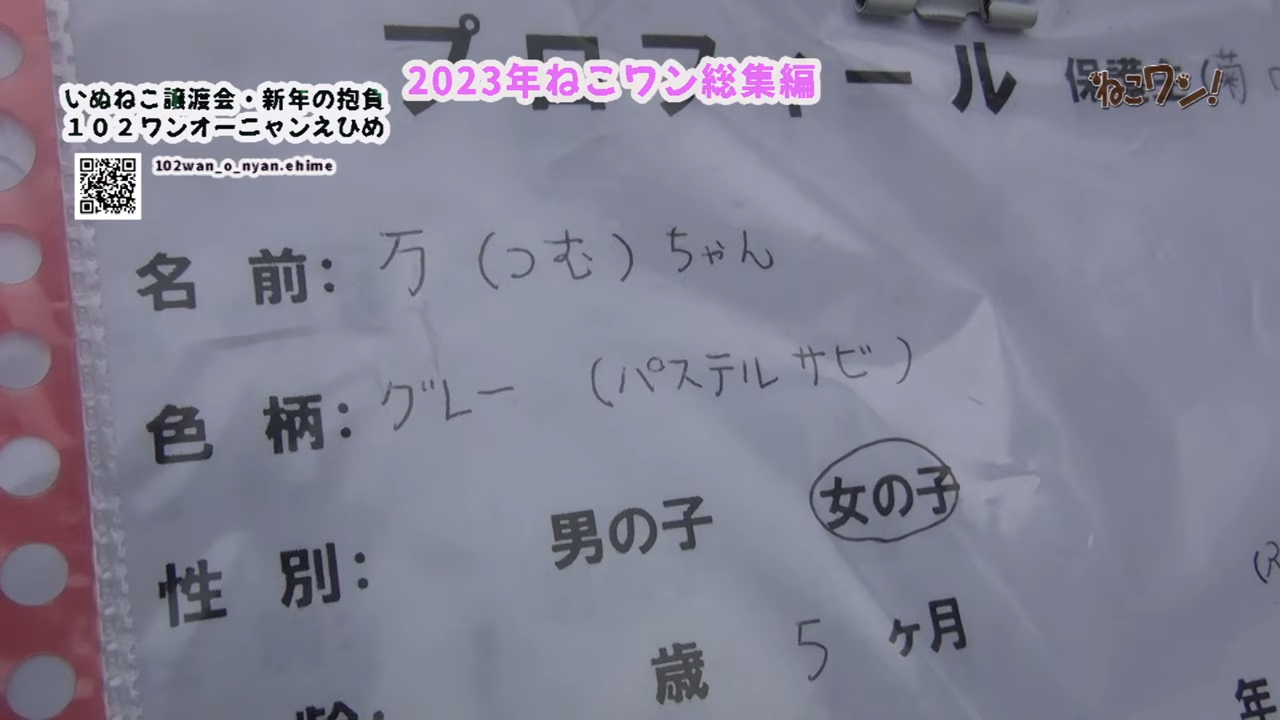 プロフィール
2023年ねこワン総集編
いぬねこ譲渡会・新年の抱負
102ワンオーニャンえひめ
102wan_o_nyan.ehime
ねこワン!
名前:万(つむ)ちゃん
色柄:グレー(パステルサビ)
性別:男の子 女の子
歳 5ヶ月
年